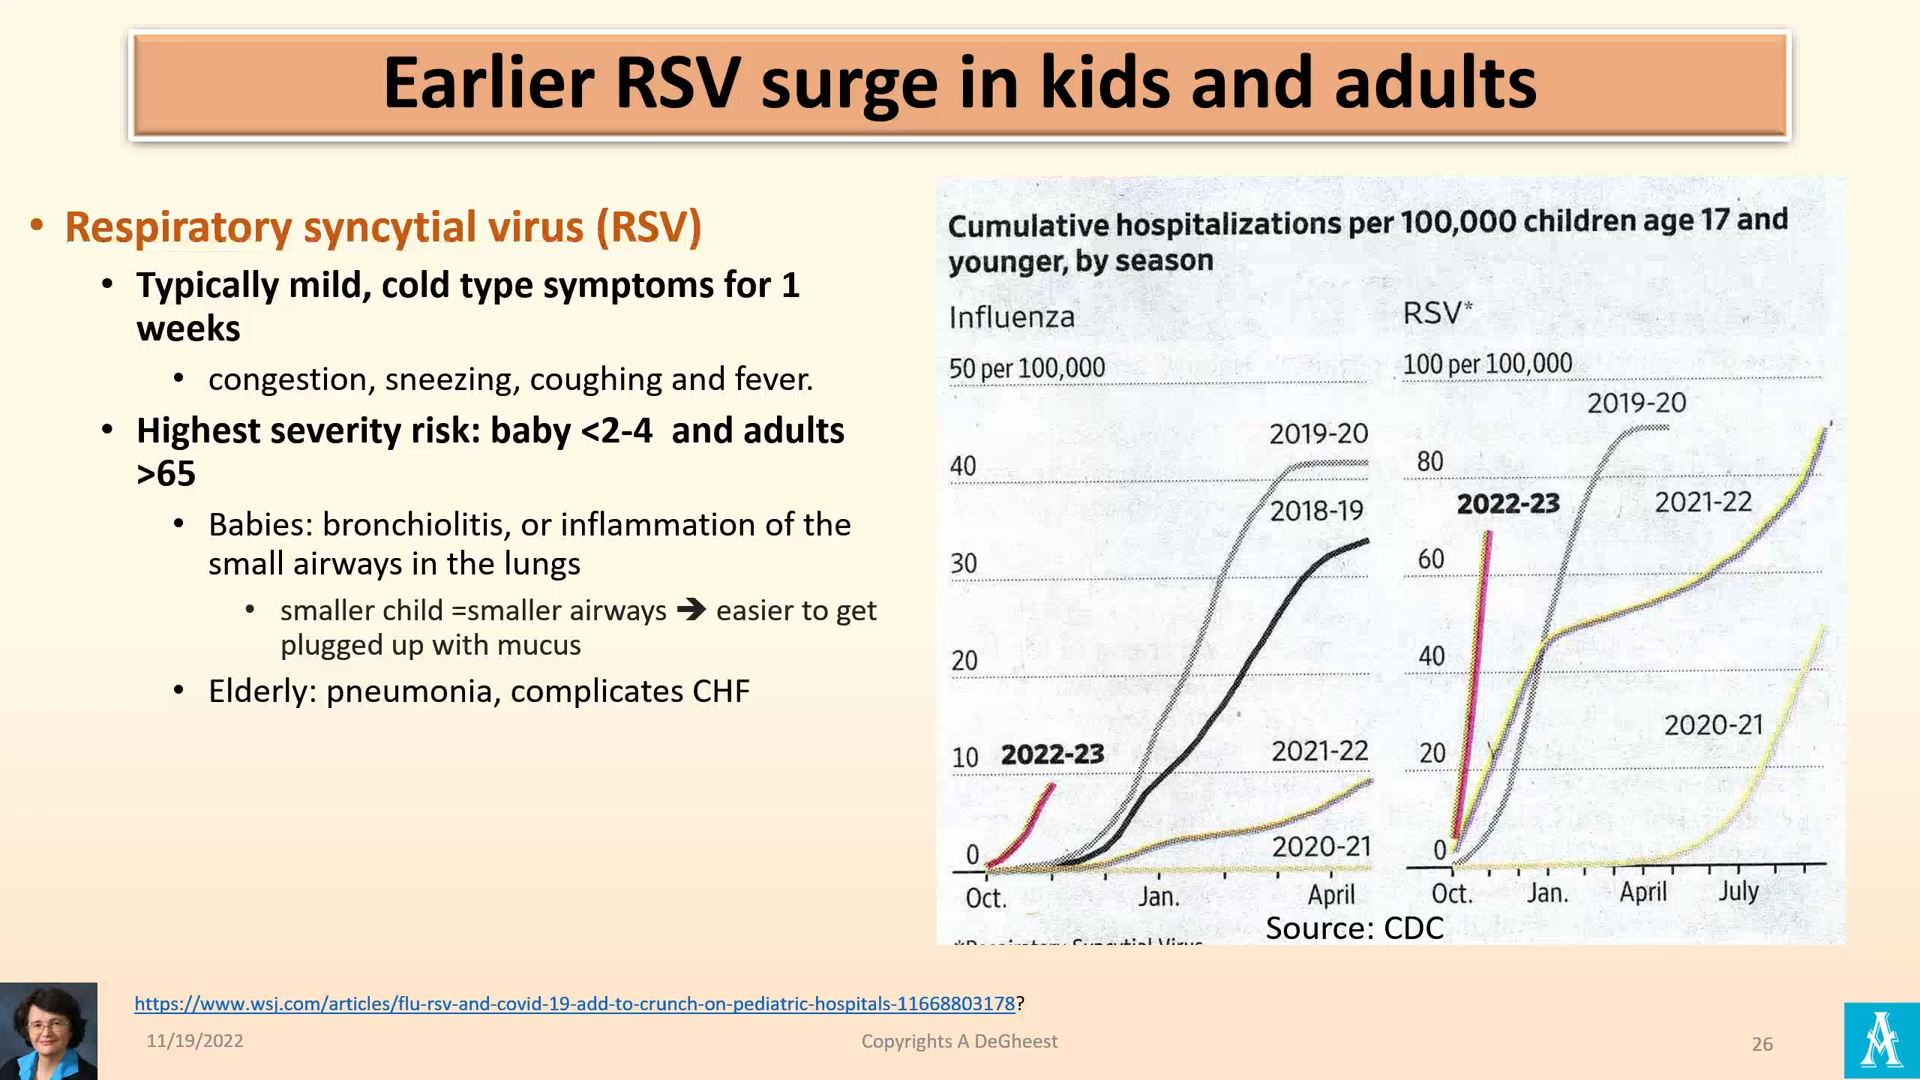 Earlier RSV surge in kids and adults
• Respiratory syncytial virus (RSV)
• Typically mild, cold type symptoms for 1
weeks
• congestion, sneezing, coughing and fever.
• Highest severity risk: baby <2-4 and adults
>65
• Babies: bronchiolitis, or inflammation of the
small airways in the lungs
• smaller child =smaller airways ➔ easier to get
plugged up with mucus
• Elderly: pneumonia, complicates CHF
Cumulative hospitalizations per 100,000 children age 17 and
younger, by season
Influenza
50 per 100,000
2019-20
40
2018-19
30
20
10
2022-23
2021-22
2020-21
0
Oct.
Jan.
April
RSV*
100 per 100,000
2019-20
80
2022-23
2021-22
60
40
2020-21
20
0
Oct.
Jan.
April
July
*Respiratory Syncytial Virus
Source: CDC
https://www.wsj.com/articles/flu-rsv-and-covid-19-add-to-crunch-on-pediatric-hospitals-11668803178?
11/19/2022
Copyrights A DeGheest
26